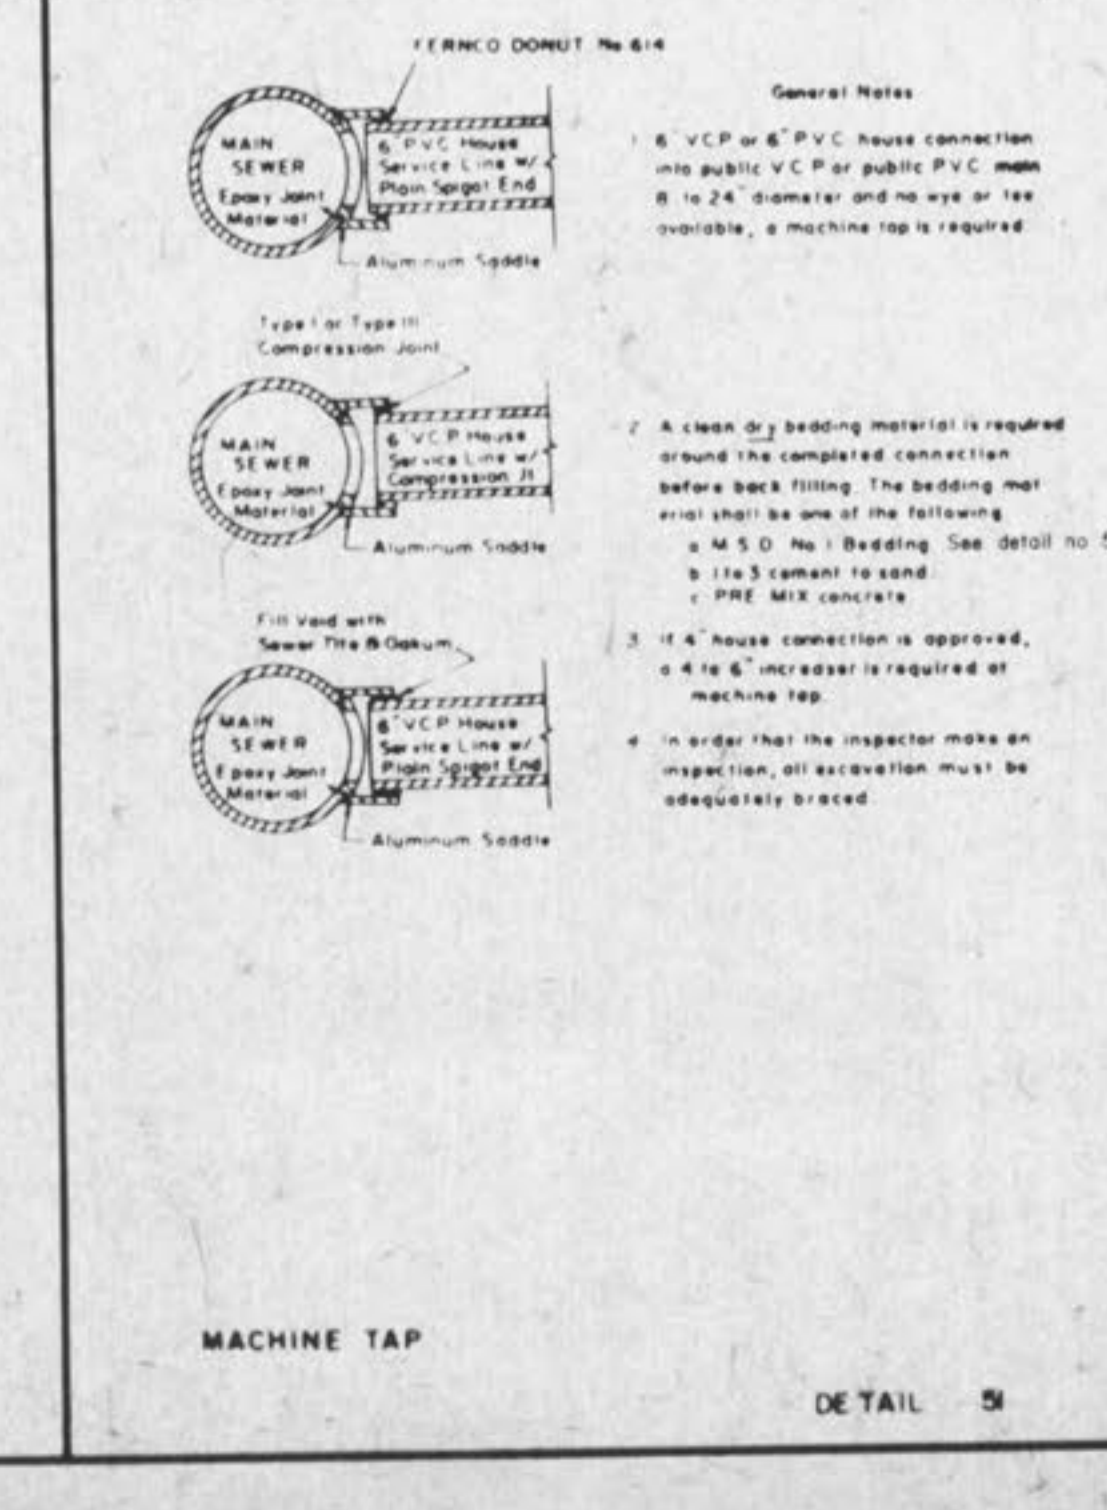 FERNCO DONUT No. 614
MAIN
SEWER
Epoxy Joint
Material
6" PVC House
Service Line w/
Plain Spigot End
Aluminum Saddle
Type I or Type III
Compression Joint
MAIN
SEWER
Epoxy Joint
Material
6" VCP House
Service Line w/
Compression Jt
Aluminum Saddle
Fill Void with
Sewer Tite & Oakum
MAIN
SEWER
Epoxy Joint
Material
6" VCP House
Service Line w/
Plain Spigot End
Aluminum Saddle
General Notes
1 6" VCP or 6" PVC house connection
into public VCP or public PVC main
8 to 24" diameter and no wye or tee
available, a machine tap is required
2 A clean dry bedding material is required
around the completed connection
before back filling. The bedding mat
erial shall be one of the following
a M S D No 1 Bedding. See detail no
b 1 to 3 cement to sand.
c PRE MIX concrete
3 If 4" house connection is approved,
a 4 to 6" increaser is required at
machine tap.
4 In order that the inspector make an
inspection, all excavation must be
adequately braced
MACHINE TAP
DETAIL 51